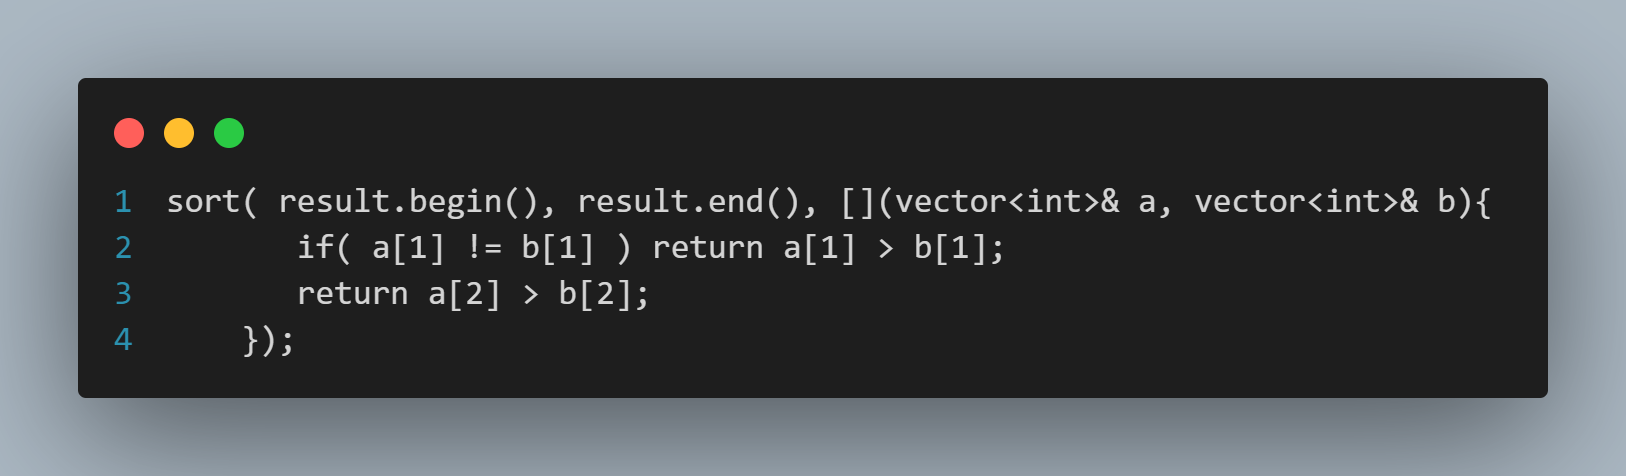 1 sort( result.begin(), result.end(), [](vector<int>& a, vector<int>& b){
2        if( a[1] != b[1] ) return a[1] > b[1];
3        return a[2] > b[2];
4     });